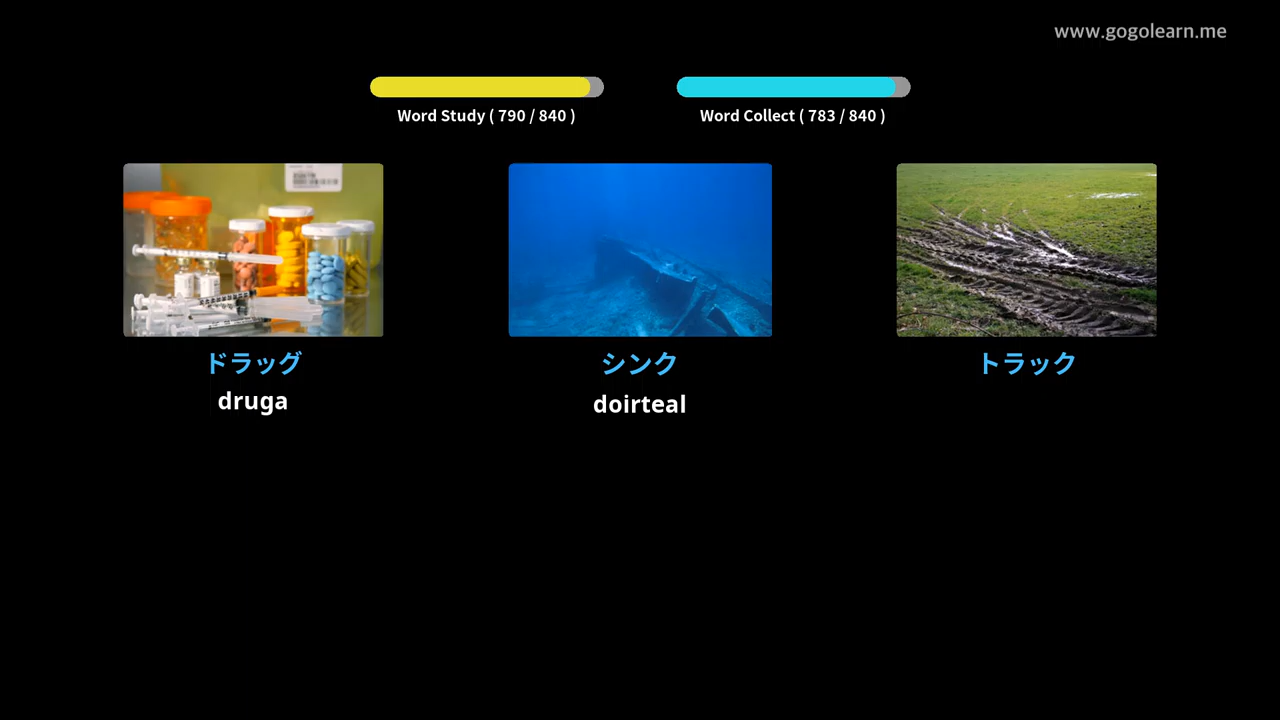 www.gogolearn.me
Word Study ( 790 / 840 )
Word Collect ( 783 / 840 )
ドラッグ
シンク
トラック
druga
doirteal